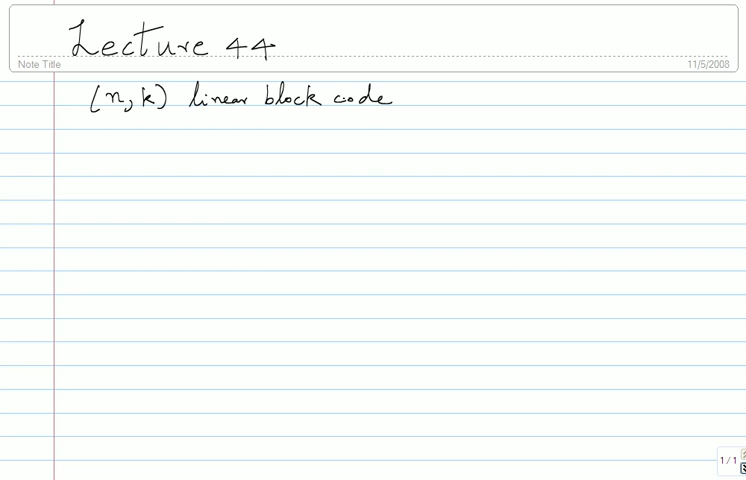 Lecture 44
Note Title
11/5/2008
(n, k) linear block code
1/1